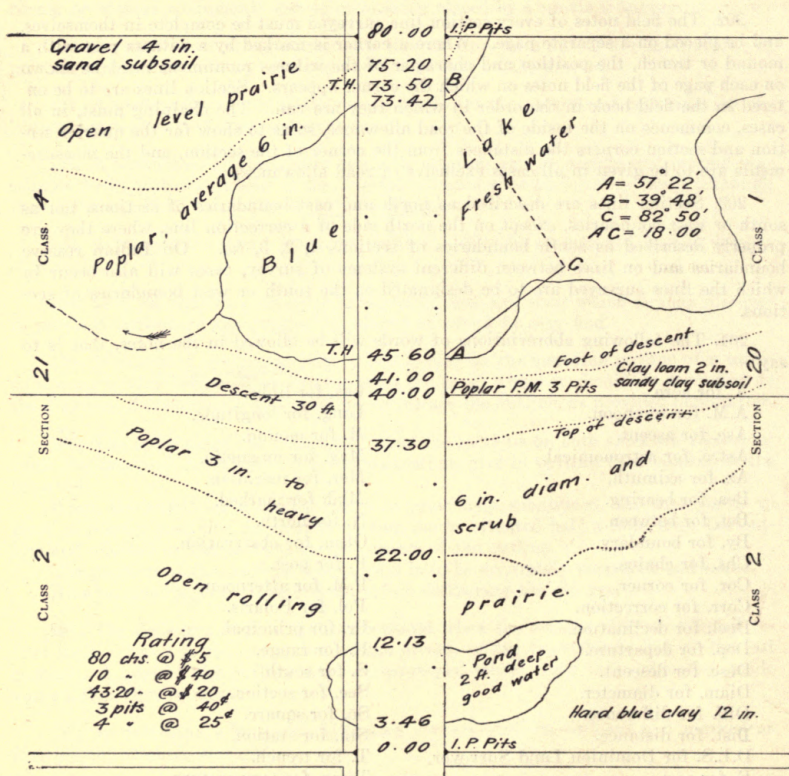 80.00 I.P. Pits
Gravel 4 in.
sand subsoil
75.20
T.H. 73.50 B
73.42
Open level prairie
Poplar, average 6 in.
Blue Lake
Fresh water
A = 57° 22'
B = 39° 48'
C = 82° 50'
AC = 18.00
CLASS 4
CLASS 1
C
T.H 45.60 A
Foot of descent
41.00
Clay loam 2 in.
sandy clay subsoil
Descent 30 ft.
40.00 Poplar P.M. 3 Pits
SECTION 21
SECTION 20
Top of descent
37.30
Poplar 3 in. to 6 in. diam. and
heavy scrub
22.00
CLASS 2
CLASS 2
Open rolling prairie.
12.13
Pond
2 ft. deep
good water
Rating
80 chs. @ $5
10 " @ $40
43.20 " @ $20
3 pits @ 40¢
4 " @ 25¢
3.46
Hard blue clay 12 in.
0.00 I.P. Pits